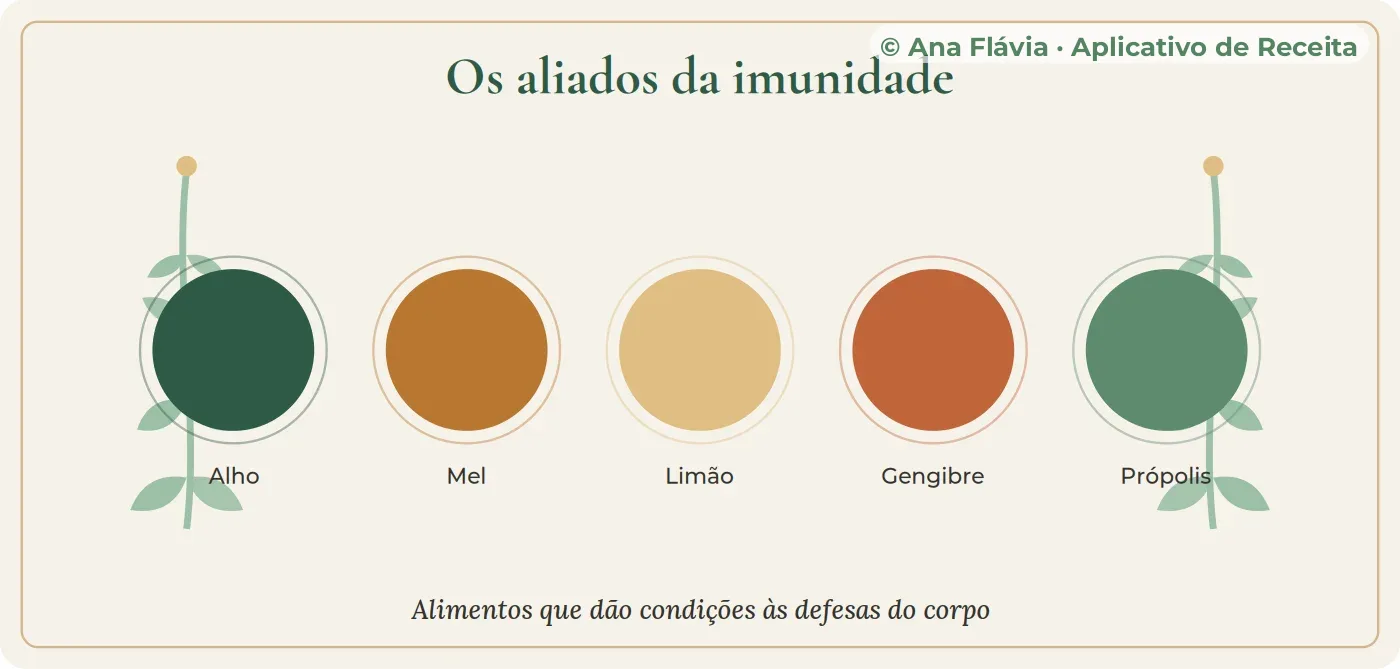 © Ana Flávia · Aplicativo de Receita
Os aliados da imunidade
Alho
Mel
Limão
Gengibre
Própolis
Alimentos que dão condições às defesas do corpo